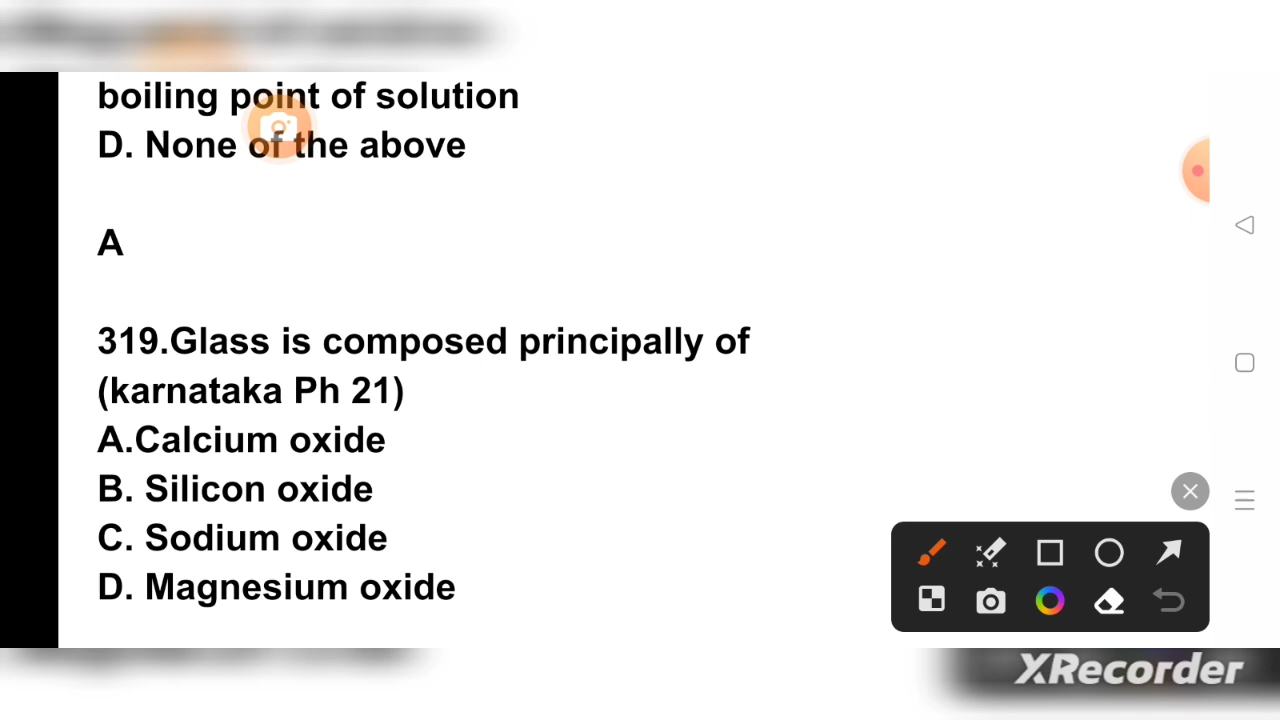 boiling point of solution
D. None of the above
A
319.Glass is composed principally of
(karnataka Ph 21)
A.Calcium oxide
B. Silicon oxide
C. Sodium oxide
D. Magnesium oxide
XRecorder